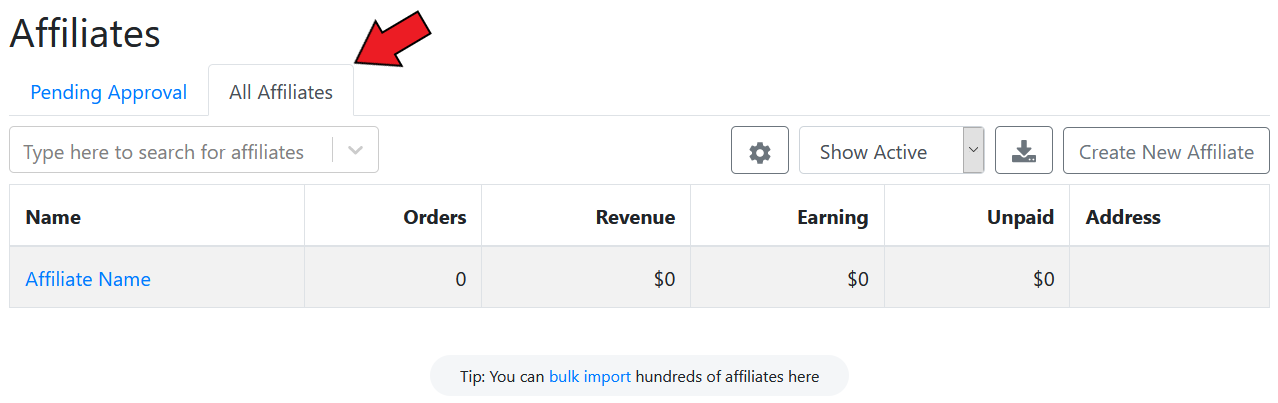 Affiliates
Pending Approval All Affiliates
Type here to search for affiliates Show Active Create New Affiliate
Name Orders Revenue Earning Unpaid Address
Affiliate Name 0 $0 $0 $0
Tip: You can bulk import hundreds of affiliates here